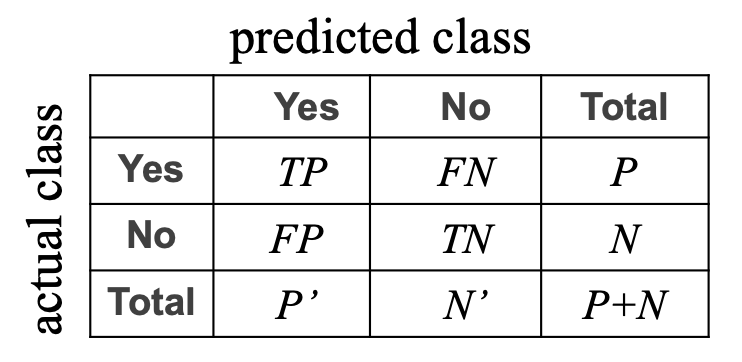 predicted class
Yes No Total
actual class
Yes TP FN P
No FP TN N
Total P’ N’ P+N